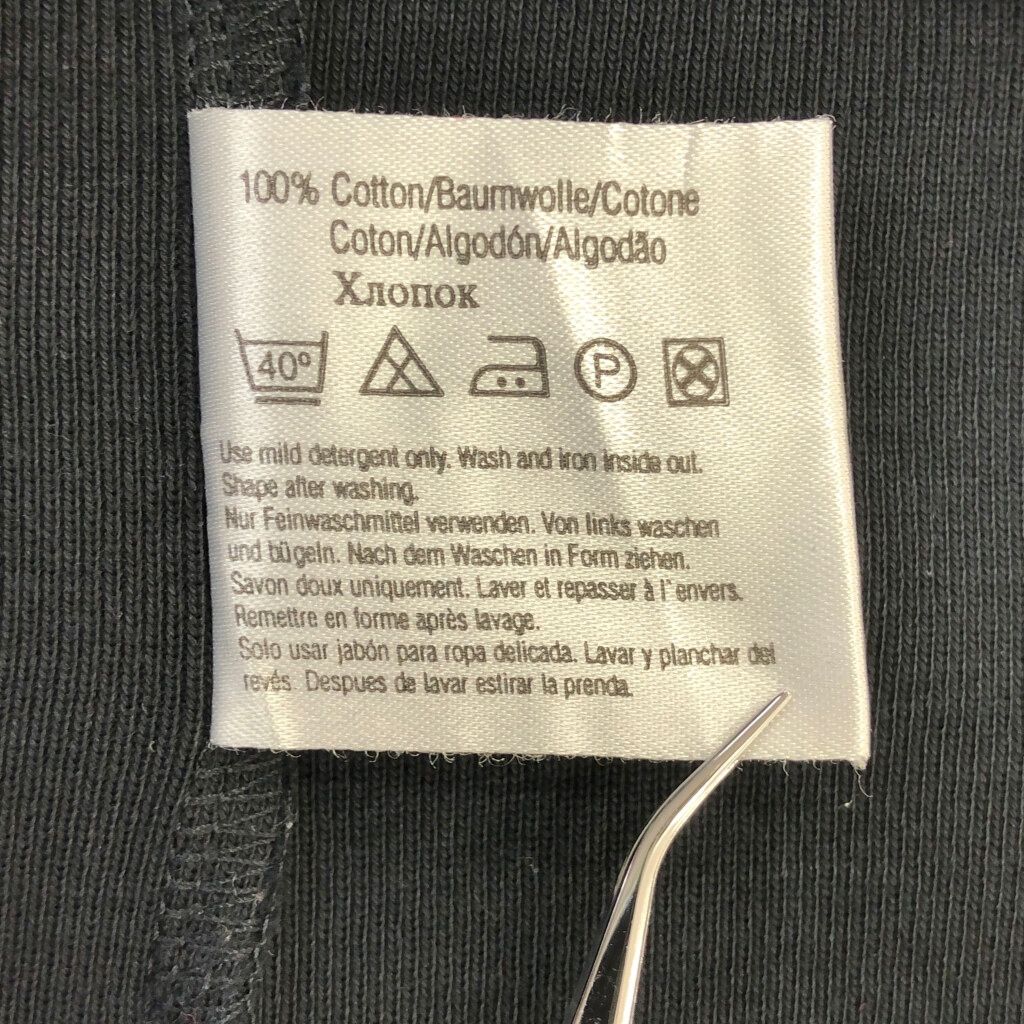 100% Cotton/Baumwolle/Cotone
Coton/Algodón/Algodão
Хлопок
40º P
Use mild detergent only. Wash and iron inside out.
Shape after washing.
Nur Feinwaschmittel verwenden. Von links waschen
und bügeln. Nach dem Waschen in Form ziehen.
Savon doux uniquement. Laver et repasser à l'envers.
Remettre en forme après lavage.
Solo usar jabón para ropa delicada. Lavar y planchar del
revés. Despues de lavar estirar la prenda.